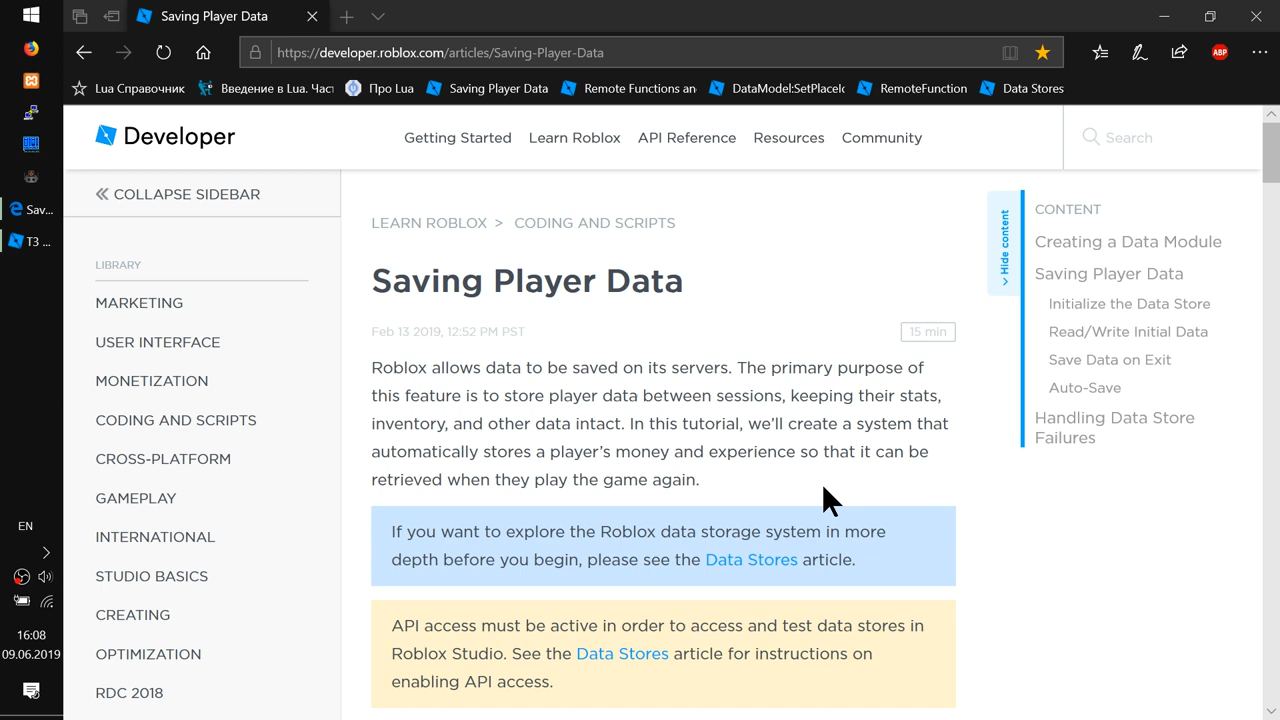 Saving Player Data
https://developer.roblox.com/articles/Saving-Player-Data
ABP
Lua Справочник
Введение в Lua. Част
Про Lua
Saving Player Data
Remote Functions an
DataModel:SetPlaceId
RemoteFunction
Data Stores
Developer
Getting Started
Learn Roblox
API Reference
Resources
Community
Search
COLLAPSE SIDEBAR
LIBRARY
MARKETING
USER INTERFACE
MONETIZATION
CODING AND SCRIPTS
CROSS-PLATFORM
GAMEPLAY
INTERNATIONAL
STUDIO BASICS
CREATING
OPTIMIZATION
RDC 2018
LEARN ROBLOX > CODING AND SCRIPTS
Saving Player Data
Feb 13 2019, 12:52 PM PST
15 min
Roblox allows data to be saved on its servers. The primary purpose of
this feature is to store player data between sessions, keeping their stats,
inventory, and other data intact. In this tutorial, we’ll create a system that
automatically stores a player’s money and experience so that it can be
retrieved when they play the game again.
If you want to explore the Roblox data storage system in more
depth before you begin, please see the Data Stores article.
API access must be active in order to access and test data stores in
Roblox Studio. See the Data Stores article for instructions on
enabling API access.
Hide content
CONTENT
Creating a Data Module
Saving Player Data
Initialize the Data Store
Read/Write Initial Data
Save Data on Exit
Auto-Save
Handling Data Store
Failures
Sav...
T3 ...
EN
16:08
09.06.2019